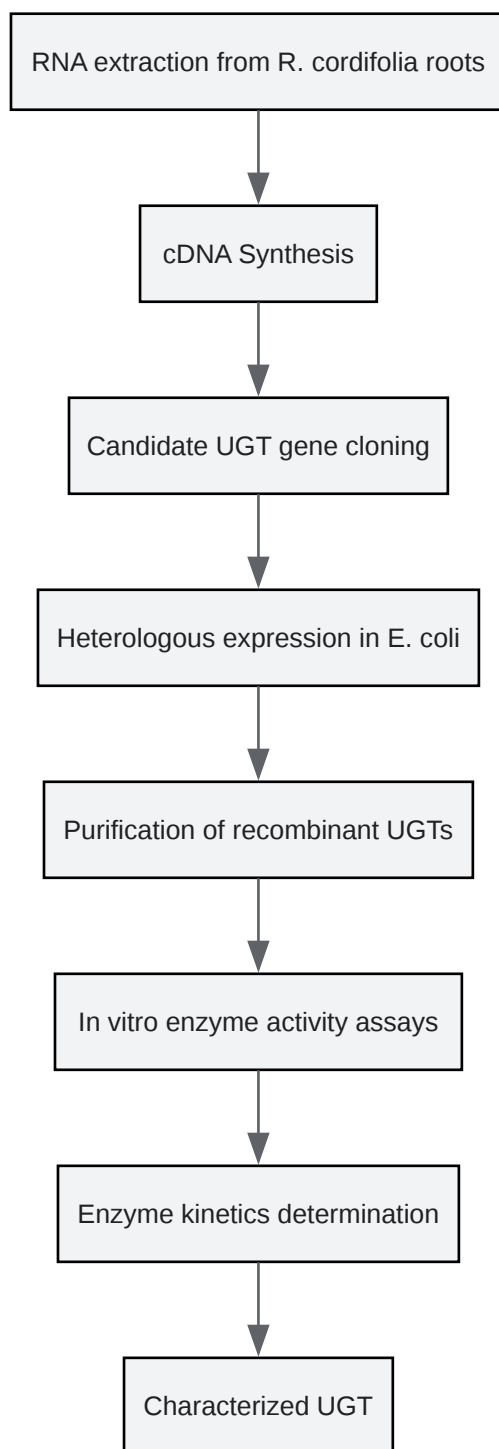 RNA extraction from R. cordifolia roots
cDNA Synthesis
Candidate UGT gene cloning
Heterologous expression in E. coli
Purification of recombinant UGTs
In vitro enzyme activity assays
Enzyme kinetics determination
Characterized UGT